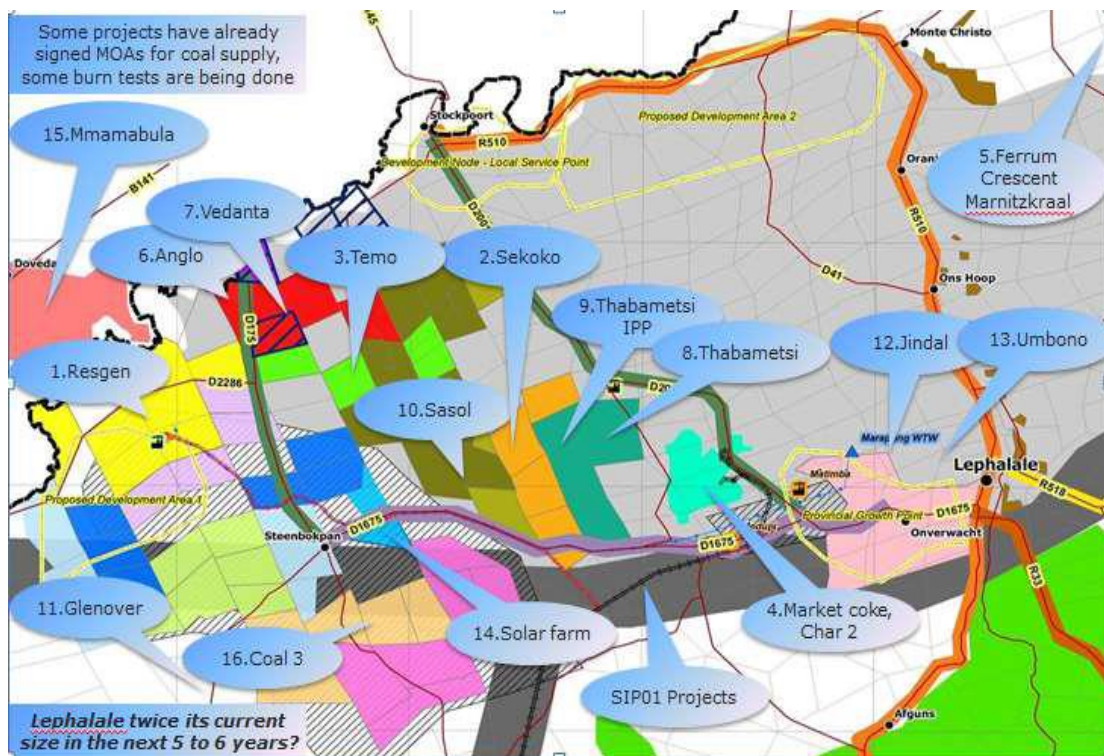 Some projects have already
signed MOAs for coal supply,
some burn tests are being done
Monte Christo
Stockpoort
R510
Proposed Development Area 2
Development Node - Local Service Point
15.Mmamabula
B141
5.Ferrum
Crescent
Marnitzkraal
7.Vedanta
R510
6.Anglo
3.Temo
2.Sekoko
D41
Ons Hoop
9.Thabametsi
IPP
8.Thabametsi
12.Jindal
13.Umbono
D175
1.Resgen
D2286
10.Sasol
Marapong WTW
Matimba
Lephalale
R518
Proposed Development Area 1
Provincial Growth Point
D1675
D1675
D1675
Onverwacht
Steenbokpan
R33
11.Glenover
14.Solar farm
4.Market coke,
Char 2
16.Coal 3
SIP01 Projects
Afguns
Lephalale twice its current
size in the next 5 to 6 years?